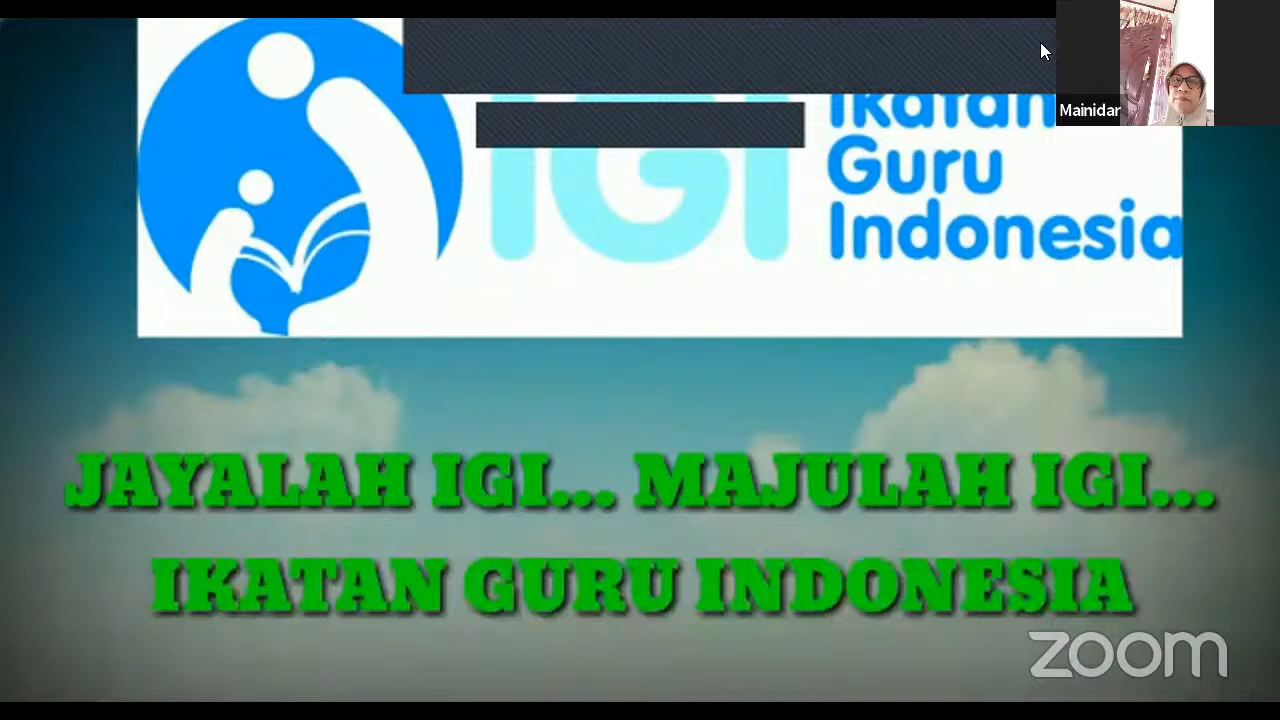 IGI
Ikatan
Guru
Indonesia
Mainidar
JAYALAH IGI... MAJULAH IGI...
IKATAN GURU INDONESIA
zoom